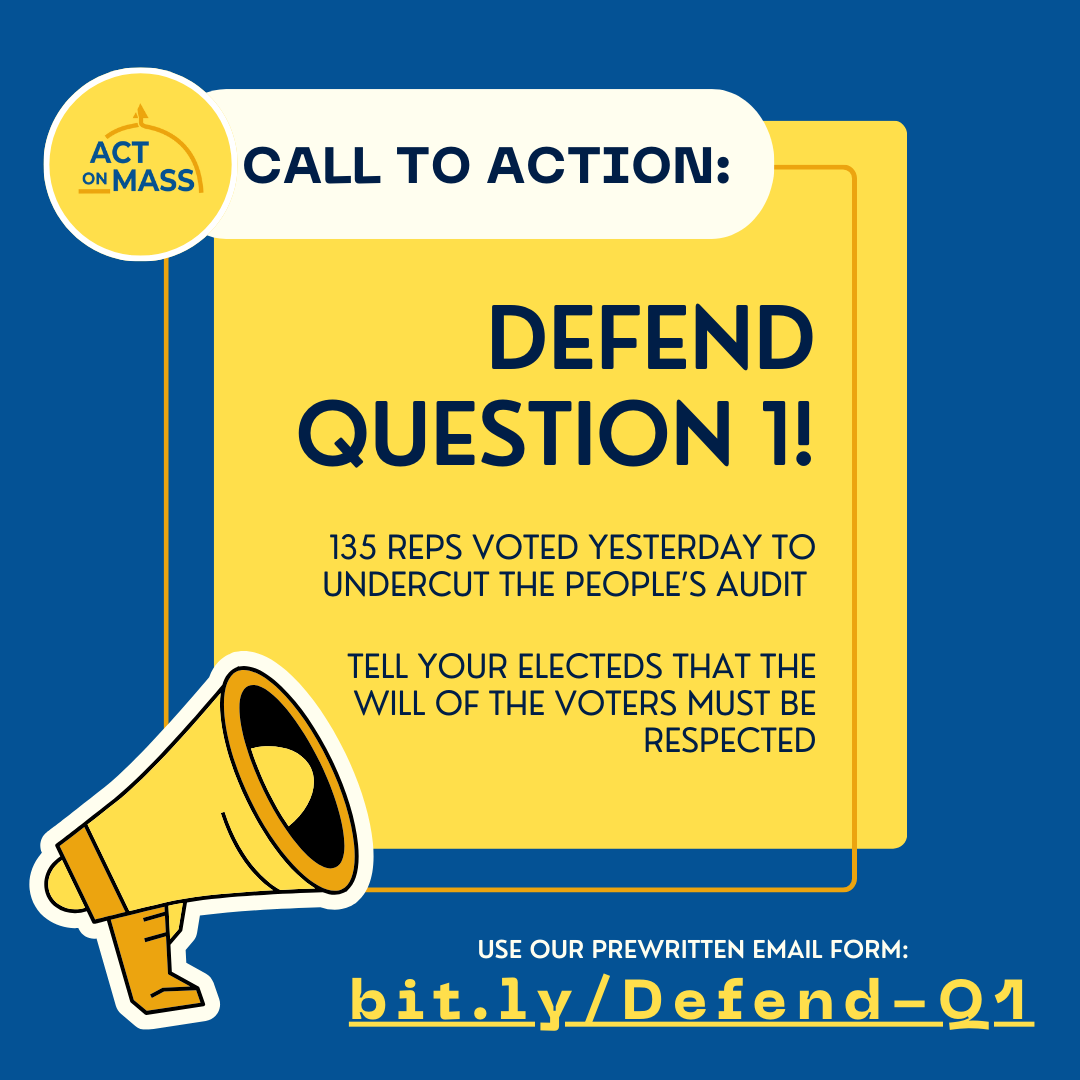 ACT
ON MASS
CALL TO ACTION:
DEFEND
QUESTION 1!
135 REPS VOTED YESTERDAY TO
UNDERCUT THE PEOPLE'S AUDIT
TELL YOUR ELECTEDS THAT THE
WILL OF THE VOTERS MUST BE
RESPECTED
USE OUR PREWRITTEN EMAIL FORM:
bit.ly/Defend-Q1